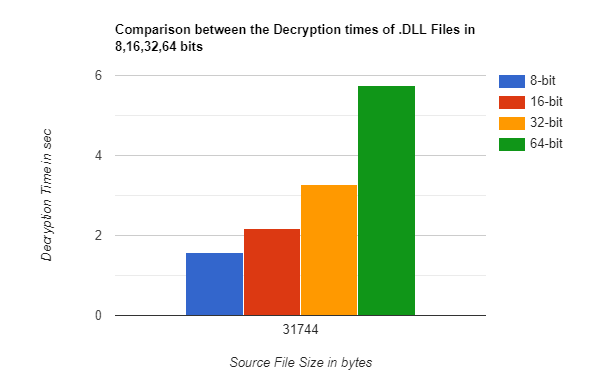 Comparison between the Decryption times of .DLL Files in
8,16,32,64 bits
6
4
2
0
Decryption Time in sec
8-bit
16-bit
32-bit
64-bit
31744
Source File Size in bytes